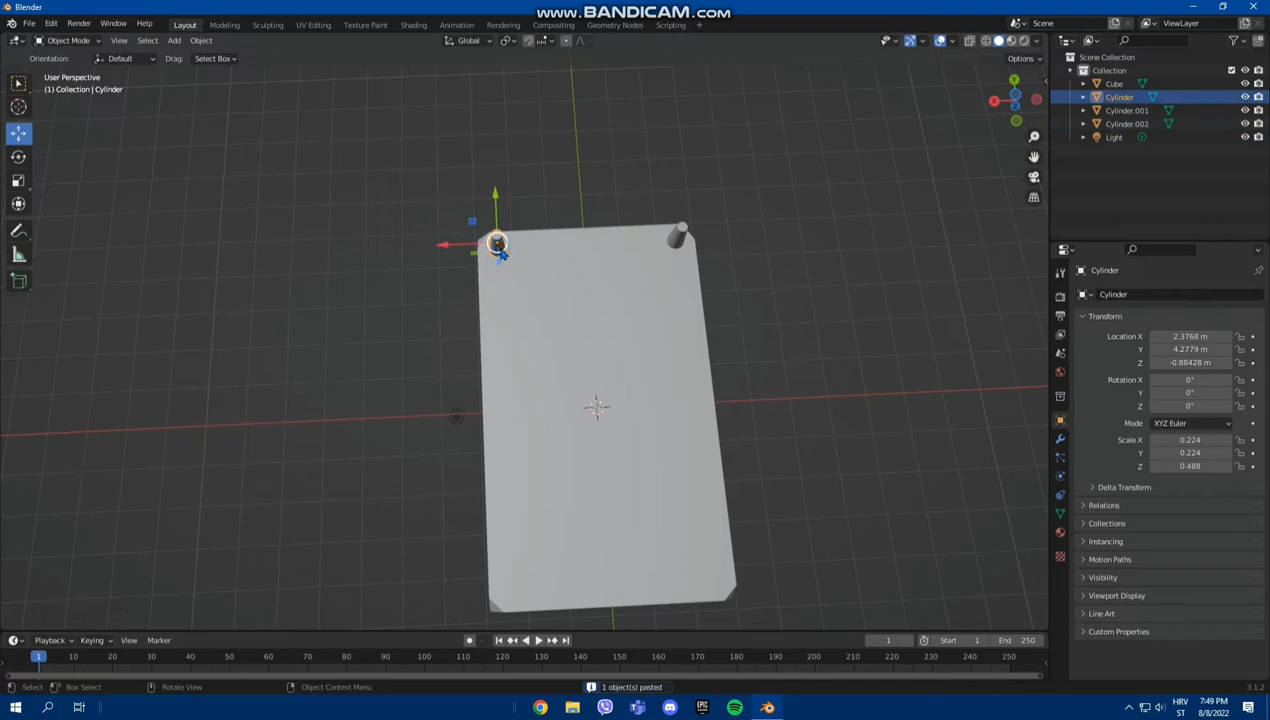 Blender
www.BANDICAM.com
File Edit Render Window Help Layout Modeling Sculpting UV Editing Texture Paint Shading Animation Rendering Compositing Geometry Nodes Scripting Scene ViewLayer
Object Mode View Select Add Object Global
Orientation: Default Drag: Select Box Options
User Perspective
(1) Collection | Cylinder
X
Y
Z
Scene Collection
Collection
Cube
Cylinder
Cylinder.001
Cylinder.002
Light
Cylinder
Cylinder
Transform
Location X 2.3768 m
Y 4.2779 m
Z -0.88428 m
Rotation X 0°
Y 0°
Z 0°
Mode XYZ Euler
Scale X 0.224
Y 0.224
Z 0.488
Delta Transform
Relations
Collections
Instancing
Motion Paths
Visibility
Viewport Display
Line Art
Custom Properties
Playback Keying View Marker 1 Start 1 End 250
1 10 20 30 40 50 60 70 80 90 100 110 120 130 140 150 160 170 180 190 200 210 220 230 240 250
Select Box Select Rotate View Object Context Menu 1 object(s) pasted 3.1.2
EPIC
HRV 7:49 PM
ST 8/8/2022